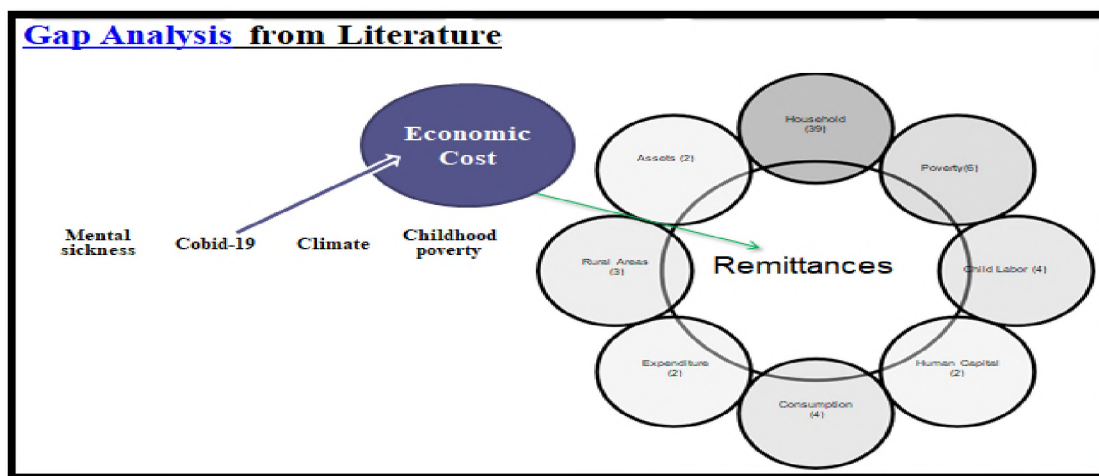 Gap Analysis from Literature
Economic
Cost
Mental
sickness
Cobid-19
Climate
Childhood
poverty
Household
(39)
Assets (2)
Poverty(6)
Rural Areas
(3)
Remittances
Child Labor (4)
Expenditure
(2)
Human Capital
(2)
Consumption
(4)